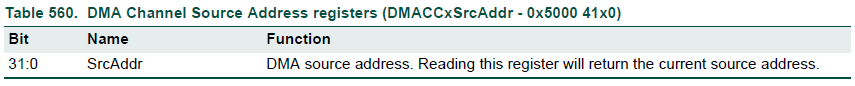 Table 560. DMA Channel Source Address registers (DMACCxSrcAddr - 0x5000 41x0)
Bit Name Function
31:0 SrcAddr DMA source address. Reading this register will return the current source address.